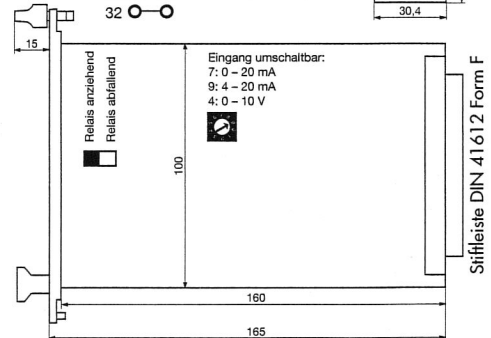 32
30,4
15
Eingang umschaltbar:
7: 0 – 20 mA
9: 4 – 20 mA
4: 0 – 10 V
Relais anziehend
Relais abfallend
100
Stiftleiste DIN 41612 Form F
160
165